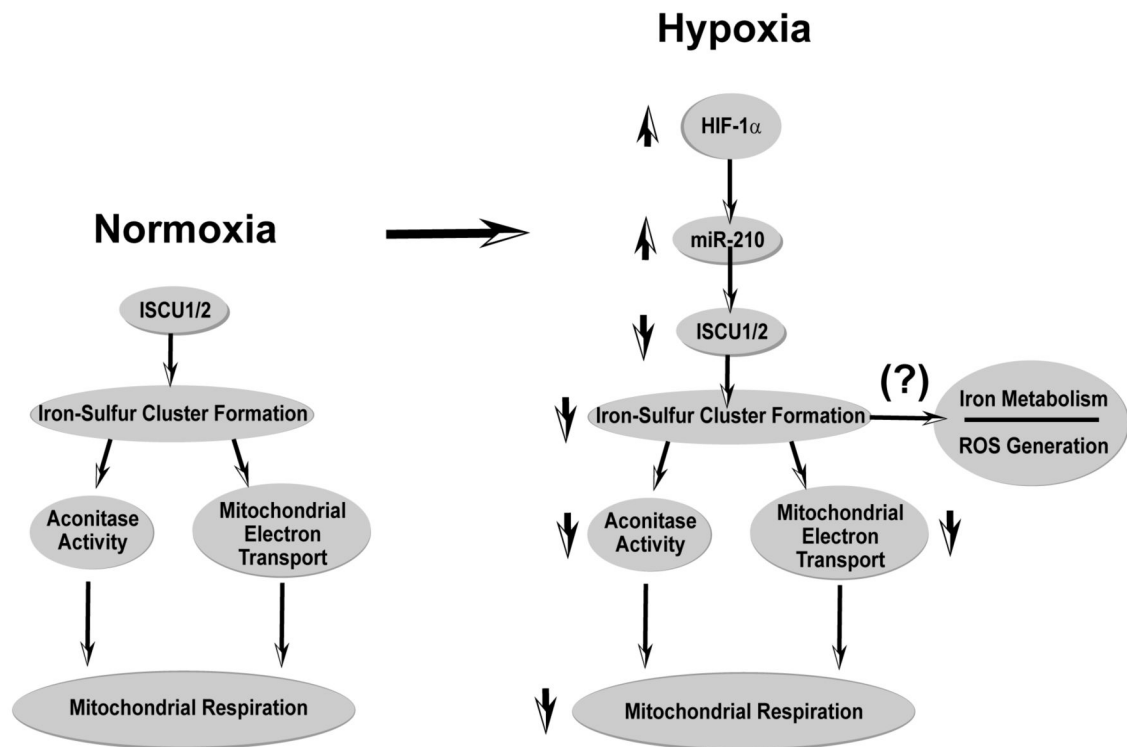 Normoxia
ISCU1/2
Iron-Sulfur Cluster Formation
Aconitase
Activity
Mitochondrial
Electron
Transport
Mitochondrial Respiration
Hypoxia
HIF-1α
miR-210
ISCU1/2
Iron-Sulfur Cluster Formation
(?)
Iron Metabolism
ROS Generation
Aconitase
Activity
Mitochondrial
Electron
Transport
Mitochondrial Respiration